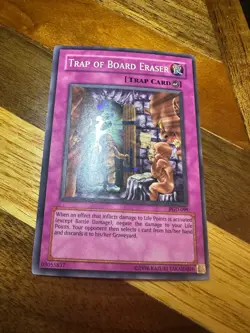 TRAP OF BOARD ERASER
TRAP CARD
When an effect that inflicts damage to Life Points is activated
(except Battle Damage), negate the damage to your Life
Points. Your opponent then selects 1 card from his/her Hand
and discards it to his/her Graveyard.